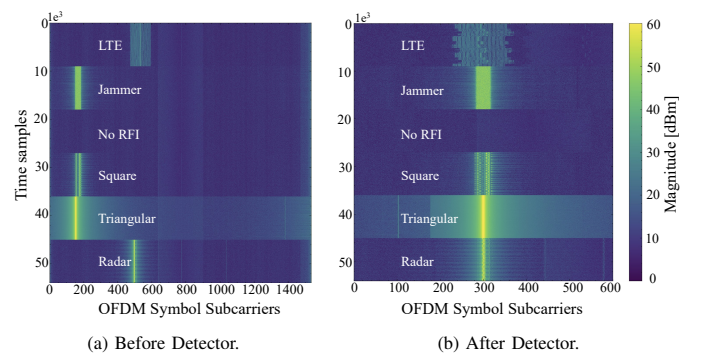 0 1e³
10
20
30
40
50
Time samples
LTE
Jammer
No RFI
Square
Triangular
Radar
0 200 400 600 800 1000 1200 1400
OFDM Symbol Subcarriers
(a) Before Detector.
0 1e³
10
20
30
40
50
LTE
Jammer
No RFI
Square
Triangular
Radar
0 100 200 300 400 500 600
OFDM Symbol Subcarriers
(b) After Detector.
60
50
40
30
20
10
0
Magnitude [dBm]